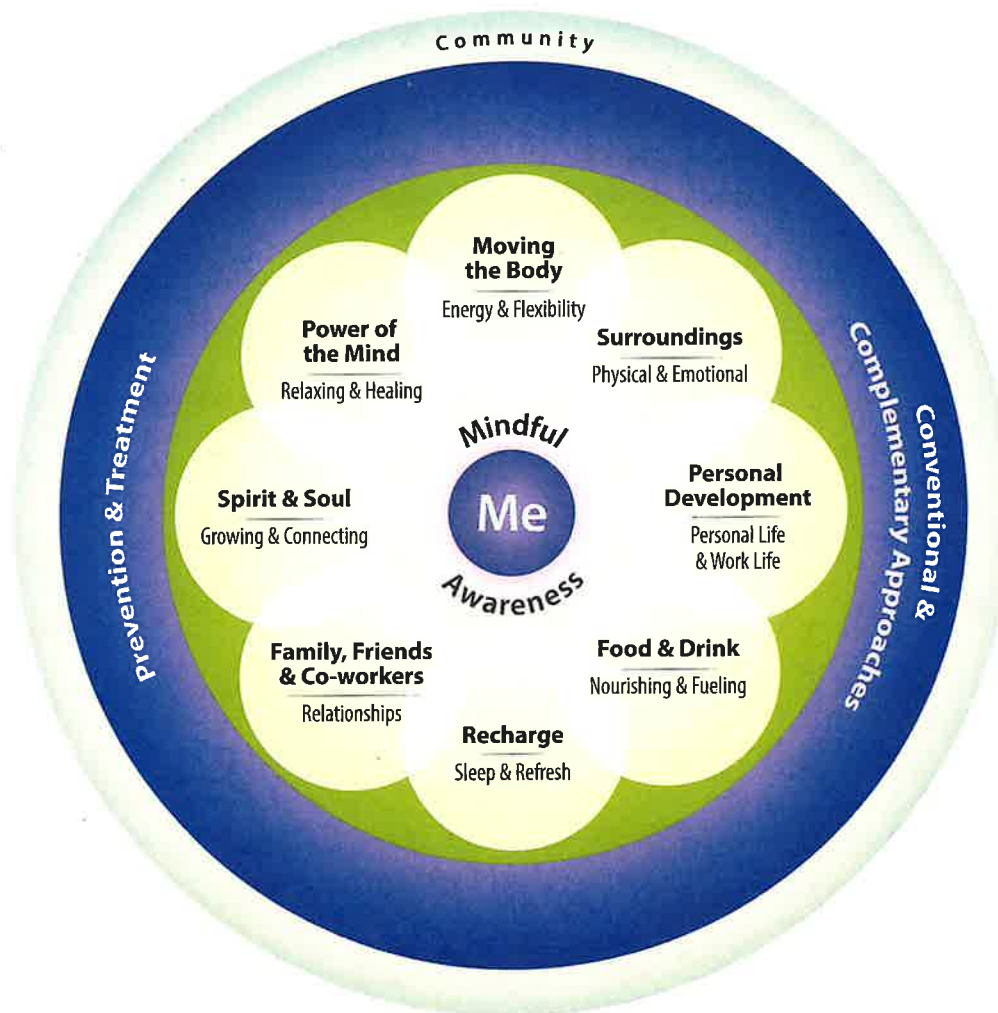 Community
Prevention & Treatment
Conventional &
Complementary Approaches
Moving
the Body
Energy & Flexibility
Surroundings
Physical & Emotional
Personal
Development
Personal Life
& Work Life
Food & Drink
Nourishing & Fueling
Recharge
Sleep & Refresh
Family, Friends
& Co-workers
Relationships
Spirit & Soul
Growing & Connecting
Power of
the Mind
Relaxing & Healing
Mindful
Me
Awareness